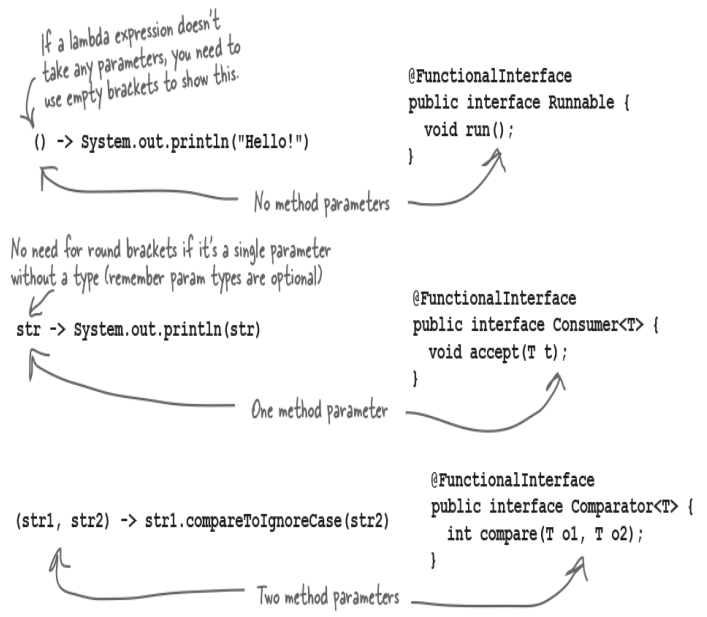 If a lambda expression doesn't
take any parameters, you need to
use empty brackets to show this.
() -> System.out.println("Hello!")
@FunctionalInterface
public interface Runnable {
void run();
}
No method parameters
No need for round brackets if it's a single parameter
without a type (remember param types are optional)
str -> System.out.println(str)
@FunctionalInterface
public interface Consumer<T> {
void accept(T t);
}
One method parameter
(str1, str2) -> str1.compareToIgnoreCase(str2)
@FunctionalInterface
public interface Comparator<T> {
int compare(T o1, T o2);
}
Two method parameters